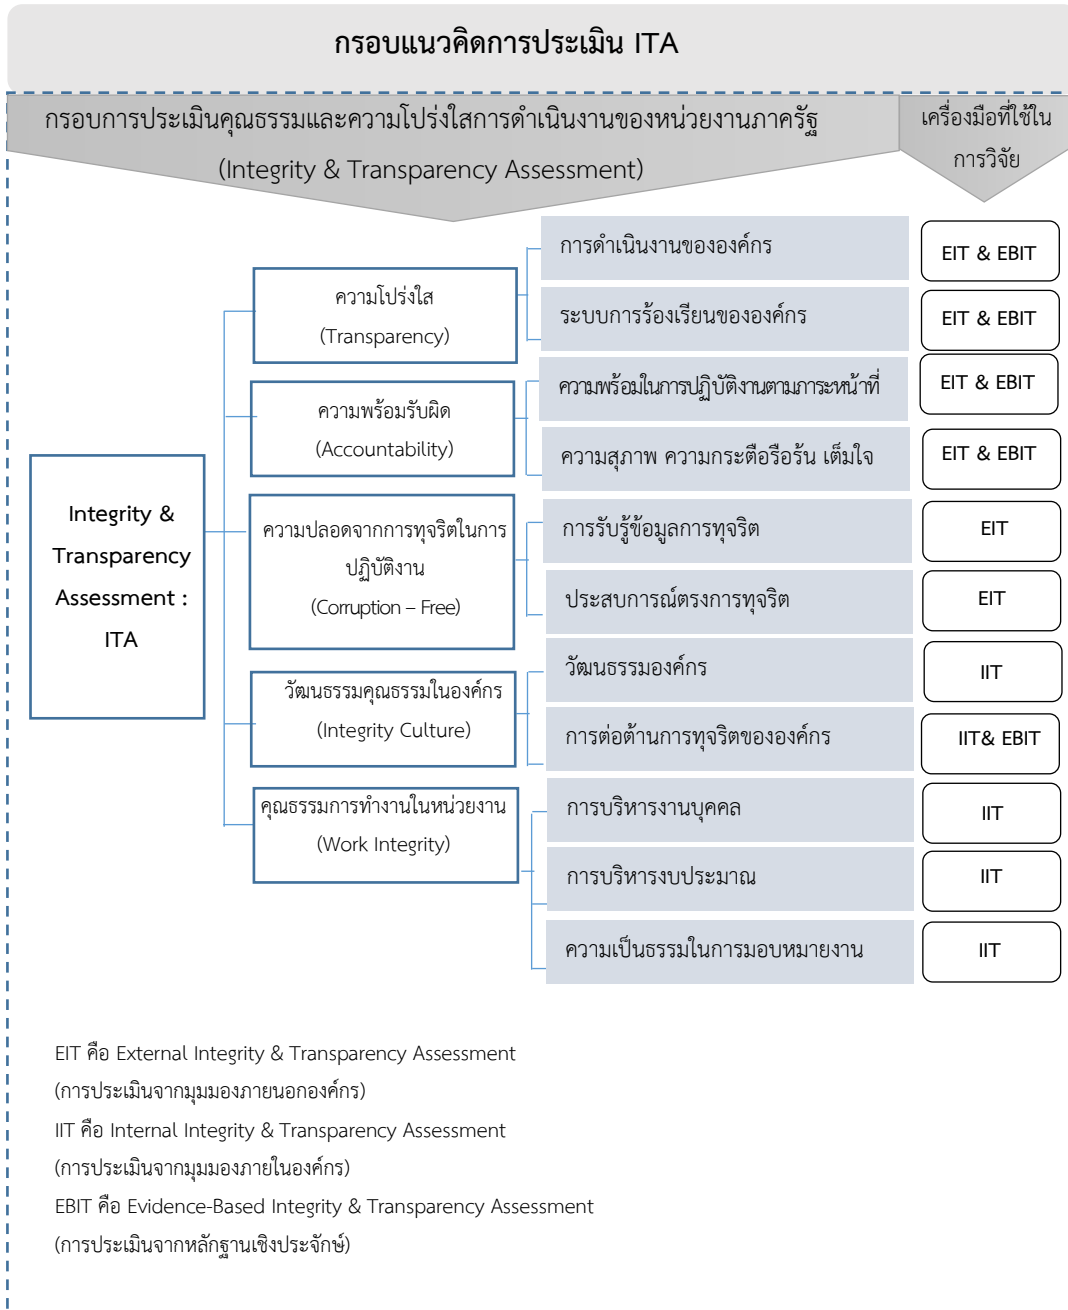 กรอบแนวคิดการประเมิน ITA
กรอบการประเมินคุณธรรมและความโปร่งใสการดำเนินงานของหน่วยงานภาครัฐ
(Integrity & Transparency Assessment)
เครื่องมือที่ใช้ใน
การวิจัย
Integrity &
Transparency
Assessment :
ITA
ความโปร่งใส
(Transparency)
การดำเนินงานขององค์กร
EIT & EBIT
ระบบการร้องเรียนขององค์กร
EIT & EBIT
ความพร้อมรับผิด
(Accountability)
ความพร้อมในการปฏิบัติงานตามภาระหน้าที่
EIT & EBIT
ความสุภาพ ความกระตือรือร้น เต็มใจ
EIT & EBIT
ความปลอดจากการทุจริตในการ
ปฏิบัติงาน
(Corruption – Free)
การรับรู้ข้อมูลการทุจริต
EIT
ประสบการณ์ตรงการทุจริต
EIT
วัฒนธรรมคุณธรรมในองค์กร
(Integrity Culture)
วัฒนธรรมองค์กร
IIT
การต่อต้านการทุจริตขององค์กร
IIT& EBIT
คุณธรรมการทำงานในหน่วยงาน
(Work Integrity)
การบริหารงานบุคคล
IIT
การบริหารงบประมาณ
IIT
ความเป็นธรรมในการมอบหมายงาน
IIT
EIT คือ External Integrity & Transparency Assessment
(การประเมินจากมุมมองภายนอกองค์กร)
IIT คือ Internal Integrity & Transparency Assessment
(การประเมินจากมุมมองภายในองค์กร)
EBIT คือ Evidence-Based Integrity & Transparency Assessment
(การประเมินจากหลักฐานเชิงประจักษ์)